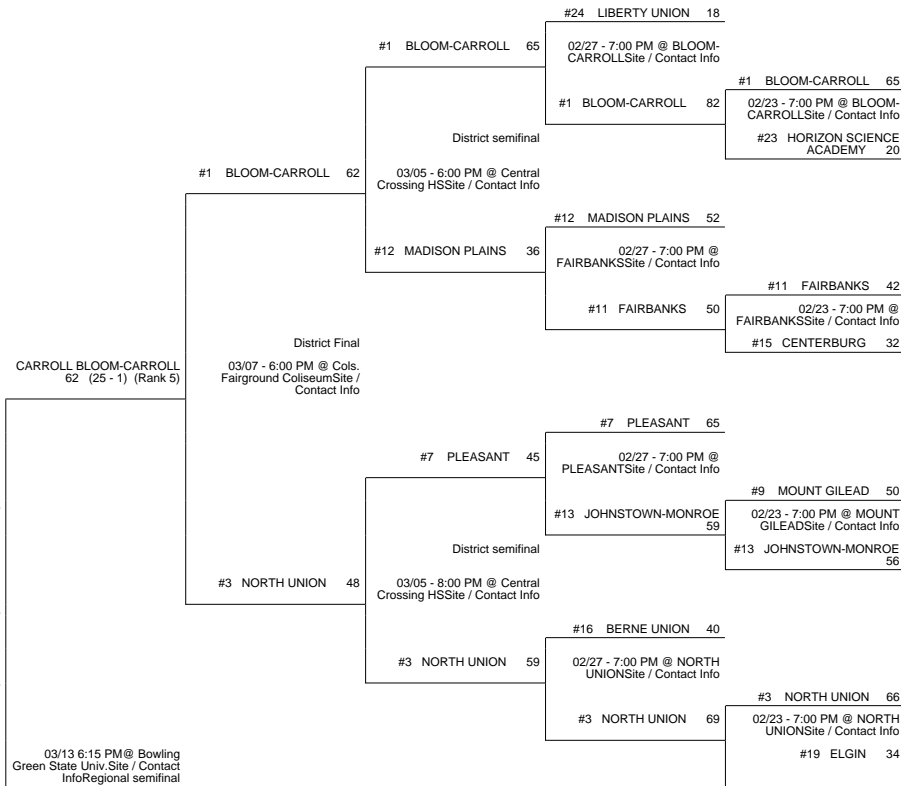 #24 LIBERTY UNION 18
#1 BLOOM-CARROLL 65
02/27 - 7:00 PM @ BLOOM-
CARROLLSite / Contact Info
#1 BLOOM-CARROLL 65
#1 BLOOM-CARROLL 82
02/23 - 7:00 PM @ BLOOM-
CARROLLSite / Contact Info
#23 HORIZON SCIENCE
ACADEMY 20
District semifinal
03/05 - 6:00 PM @ Central
Crossing HSSite / Contact Info
#1 BLOOM-CARROLL 62
#12 MADISON PLAINS 52
#12 MADISON PLAINS 36
02/27 - 7:00 PM @
FAIRBANKSSite / Contact Info
#11 FAIRBANKS 42
#11 FAIRBANKS 50
02/23 - 7:00 PM @
FAIRBANKSSite / Contact Info
#15 CENTERBURG 32
District Final
03/07 - 6:00 PM @ Cols.
Fairground ColiseumSite /
Contact Info
CARROLL BLOOM-CARROLL
62 (25 - 1) (Rank 5)
#7 PLEASANT 65
#7 PLEASANT 45
02/27 - 7:00 PM @
PLEASANTSite / Contact Info
#9 MOUNT GILEAD 50
#13 JOHNSTOWN-MONROE
59
02/23 - 7:00 PM @ MOUNT
GILEADSite / Contact Info
#13 JOHNSTOWN-MONROE
56
District semifinal
03/05 - 8:00 PM @ Central
Crossing HSSite / Contact Info
#3 NORTH UNION 48
#16 BERNE UNION 40
#3 NORTH UNION 59
02/27 - 7:00 PM @ NORTH
UNIONSite / Contact Info
#3 NORTH UNION 66
#3 NORTH UNION 69
02/23 - 7:00 PM @ NORTH
UNIONSite / Contact Info
#19 ELGIN 34
03/13 6:15 PM@ Bowling
Green State Univ.Site / Contact
InfoRegional semifinal